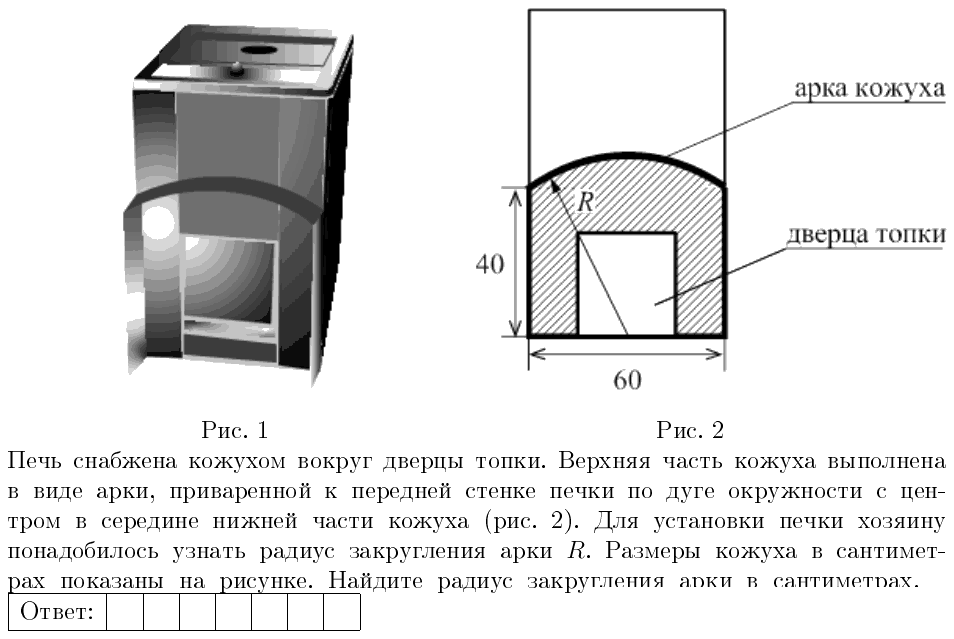 арка кожуха
R
дверца топки
40
60
Рис. 1
Рис. 2
Печь снабжена кожухом вокруг дверцы топки. Верхняя часть кожуха выполнена
в виде арки, приваренной к передней стенке печки по дуге окружности с цен-
тром в середине нижней части кожуха (рис. 2). Для установки печки хозяину
понадобилось узнать радиус закругления арки R. Размеры кожуха в сантимет-
рах показаны на рисунке. Найдите радиус закругления арки в сантиметрах.
Ответ: